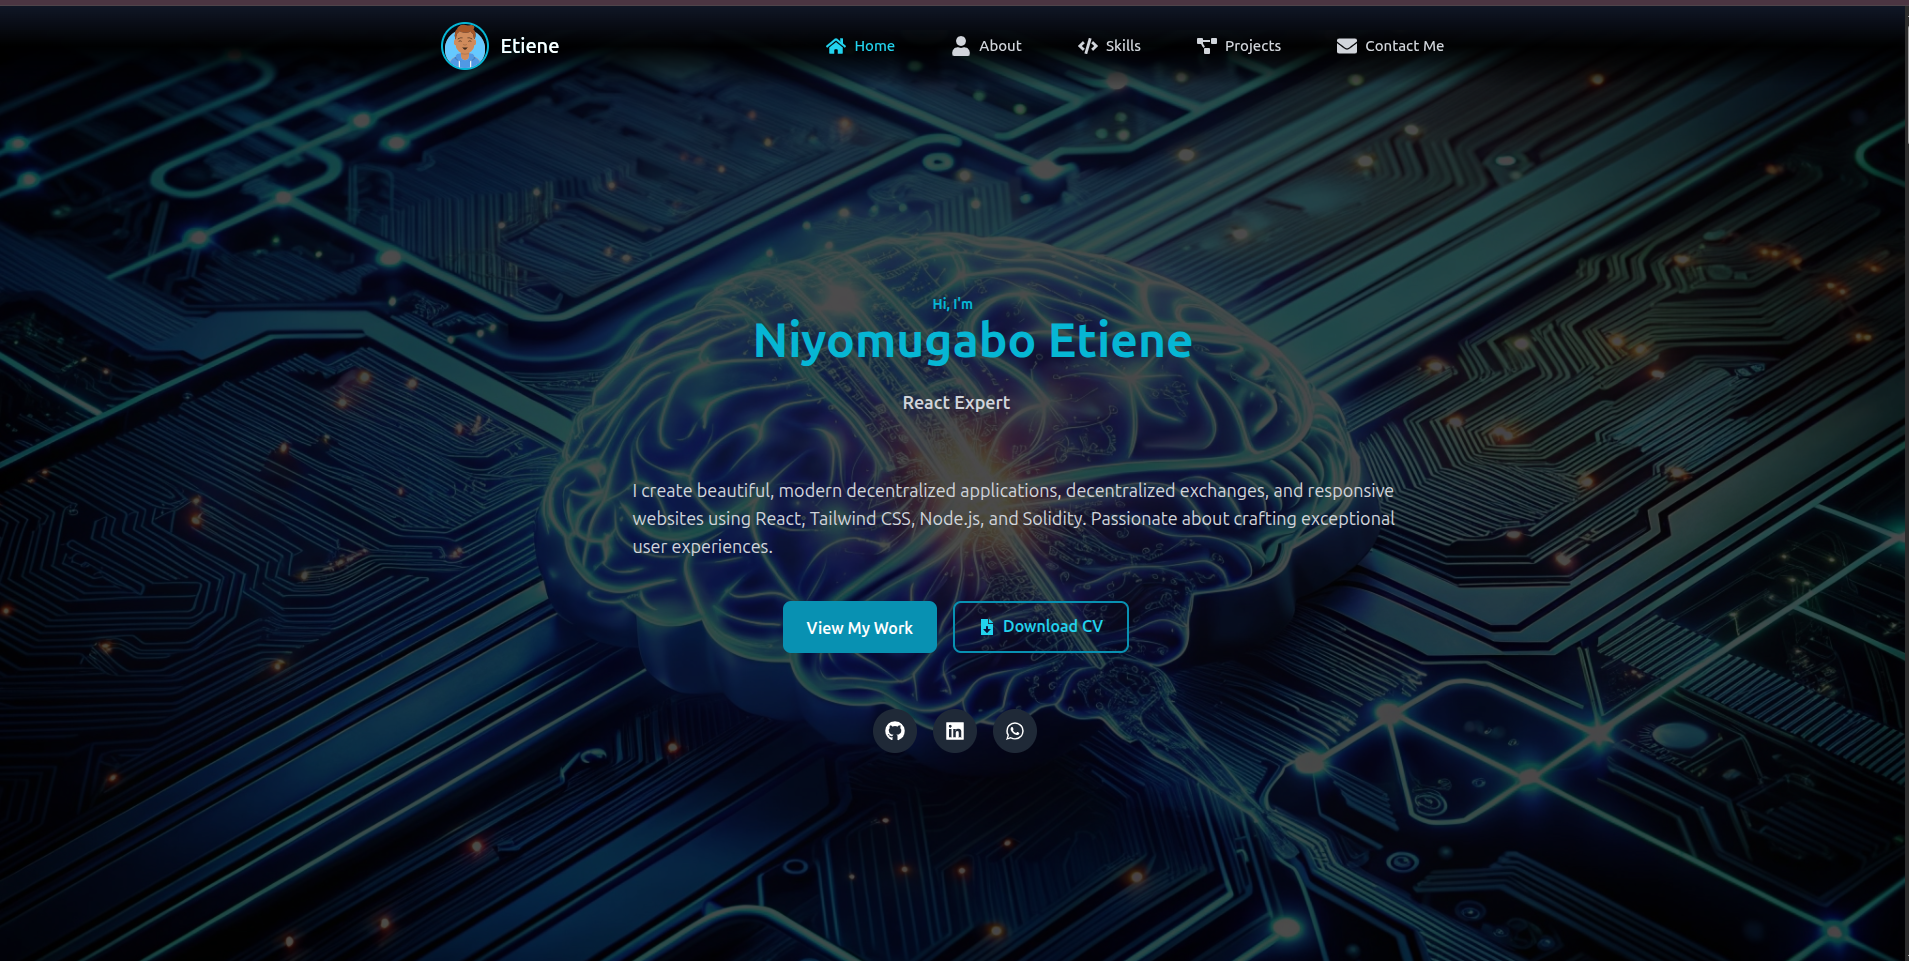 Etiene
Home
About
Skills
Projects
Contact Me
Hi, I'm
Niyomugabo Etiene
React Expert
I create beautiful, modern decentralized applications, decentralized exchanges, and responsive
websites using React, Tailwind CSS, Node.js, and Solidity. Passionate about crafting exceptional
user experiences.
View My Work
Download CV